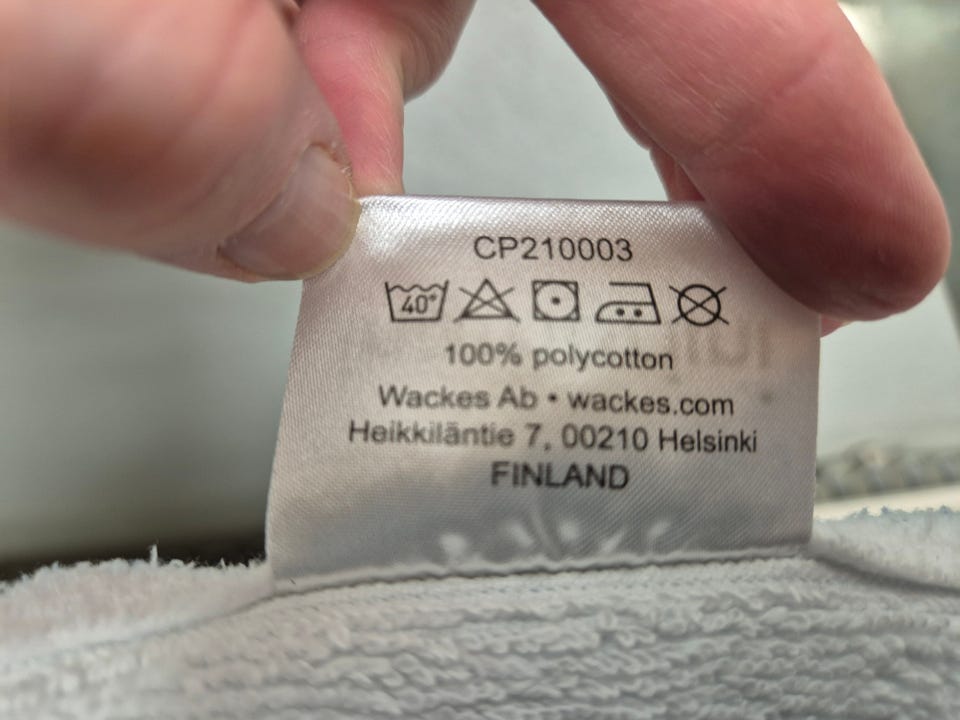 CP210003
40°
100% polycotton
Wackes Ab • wackes.com
Heikkiläntie 7, 00210 Helsinki
FINLAND